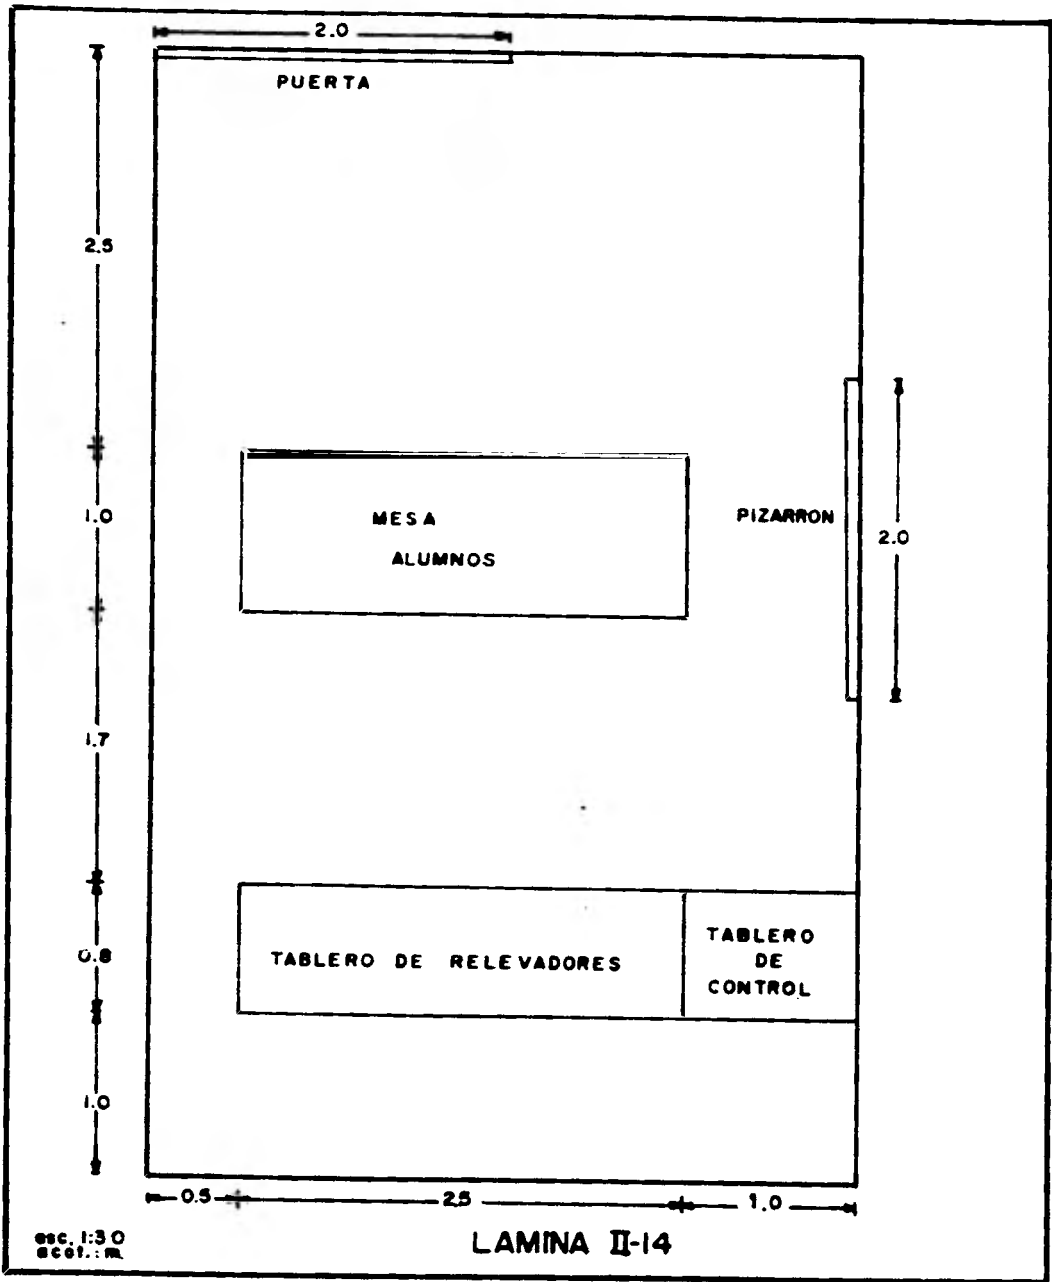 2.0
PUERTA
2.5
1.0
MESA
ALUMNOS
PIZARRON
2.0
1.7
0.8
TABLERO DE RELEVADORES
TABLERO
DE
CONTROL
1.0
0.5
2.5
1.0
esc. 1:30
acot.: m.
LAMINA II-14